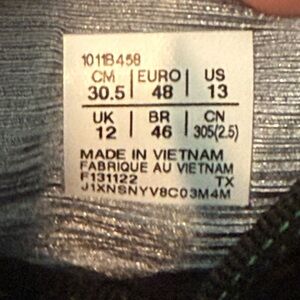 1011B458
CM | EURO | US
30.5 | 48 | 13
UK | BR | CN
12 | 46 | 305(2.5)
MADE IN VIETNAM
FABRIQUE AU VIETNAM
F131122 TX
J1XNSNYV8C03M4M